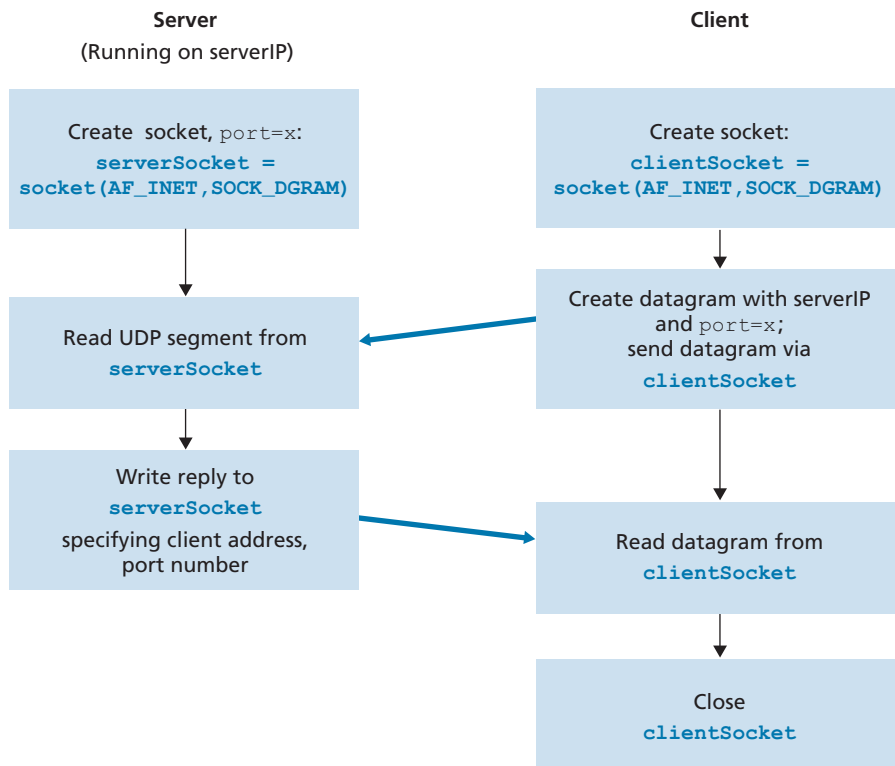 Server
(Running on serverIP)
Create socket, port=x:
serverSocket =
socket(AF_INET,SOCK_DGRAM)
Read UDP segment from
serverSocket
Write reply to
serverSocket
specifying client address,
port number
Client
Create socket:
clientSocket =
socket(AF_INET,SOCK_DGRAM)
Create datagram with serverIP
and port=x;
send datagram via
clientSocket
Read datagram from
clientSocket
Close
clientSocket